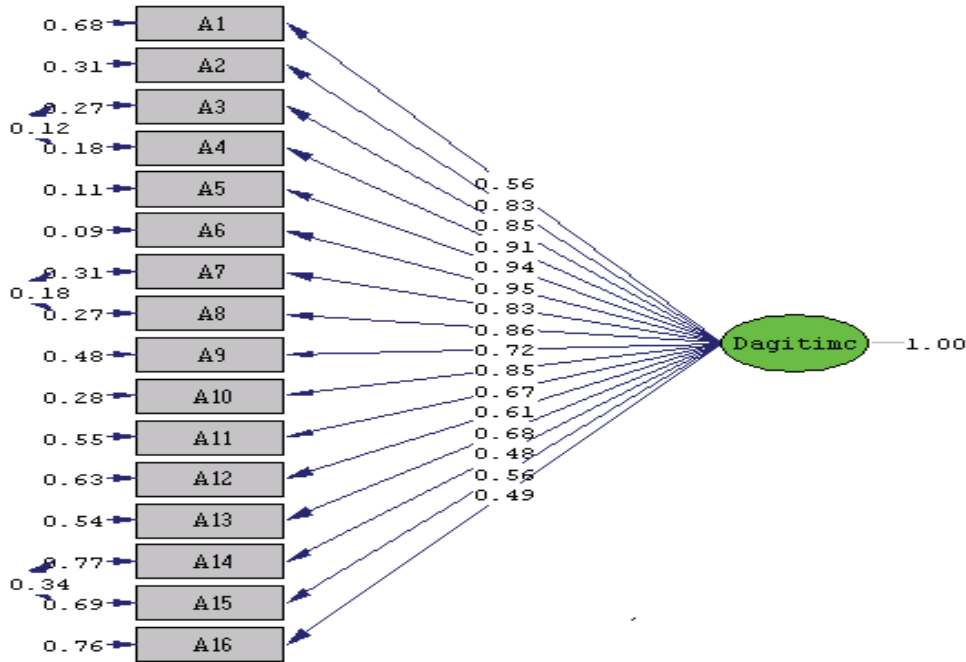 0.68 A1
0.31 A2
0.27 A3
0.12
0.18 A4
0.11 A5
0.09 A6
0.31 A7
0.18
0.27 A8
0.48 A9
0.28 A10
0.55 A11
0.63 A12
0.54 A13
0.77 A14
0.34
0.69 A15
0.76 A16
0.56
0.83
0.85
0.91
0.94
0.95
0.83
0.86
0.72
0.85
0.67
0.61
0.68
0.48
0.56
0.49
Dagitimc 1.00